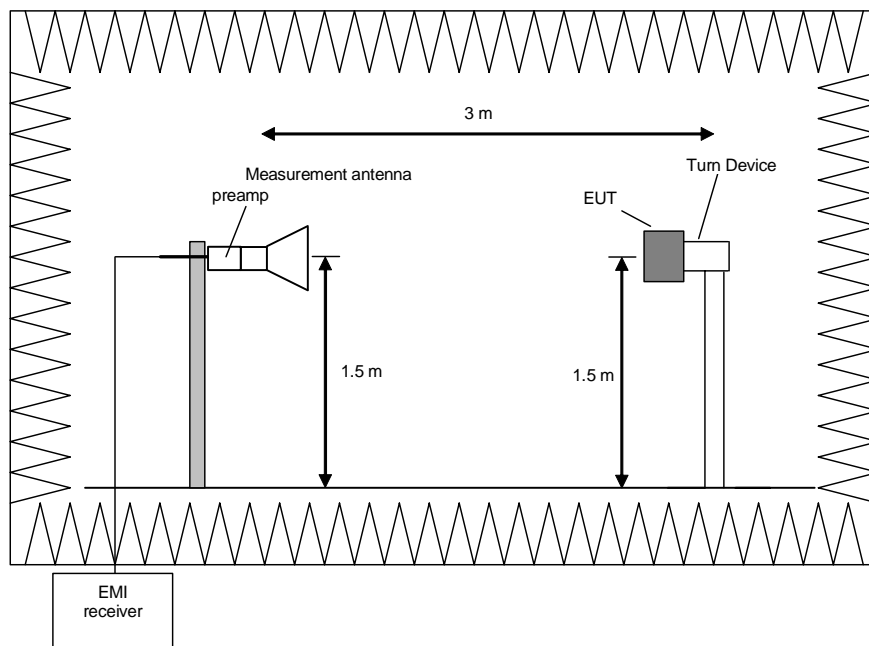 3 m
Measurement antenna
preamp
Turn Device
EUT
1.5 m
1.5 m
EMI
receiver